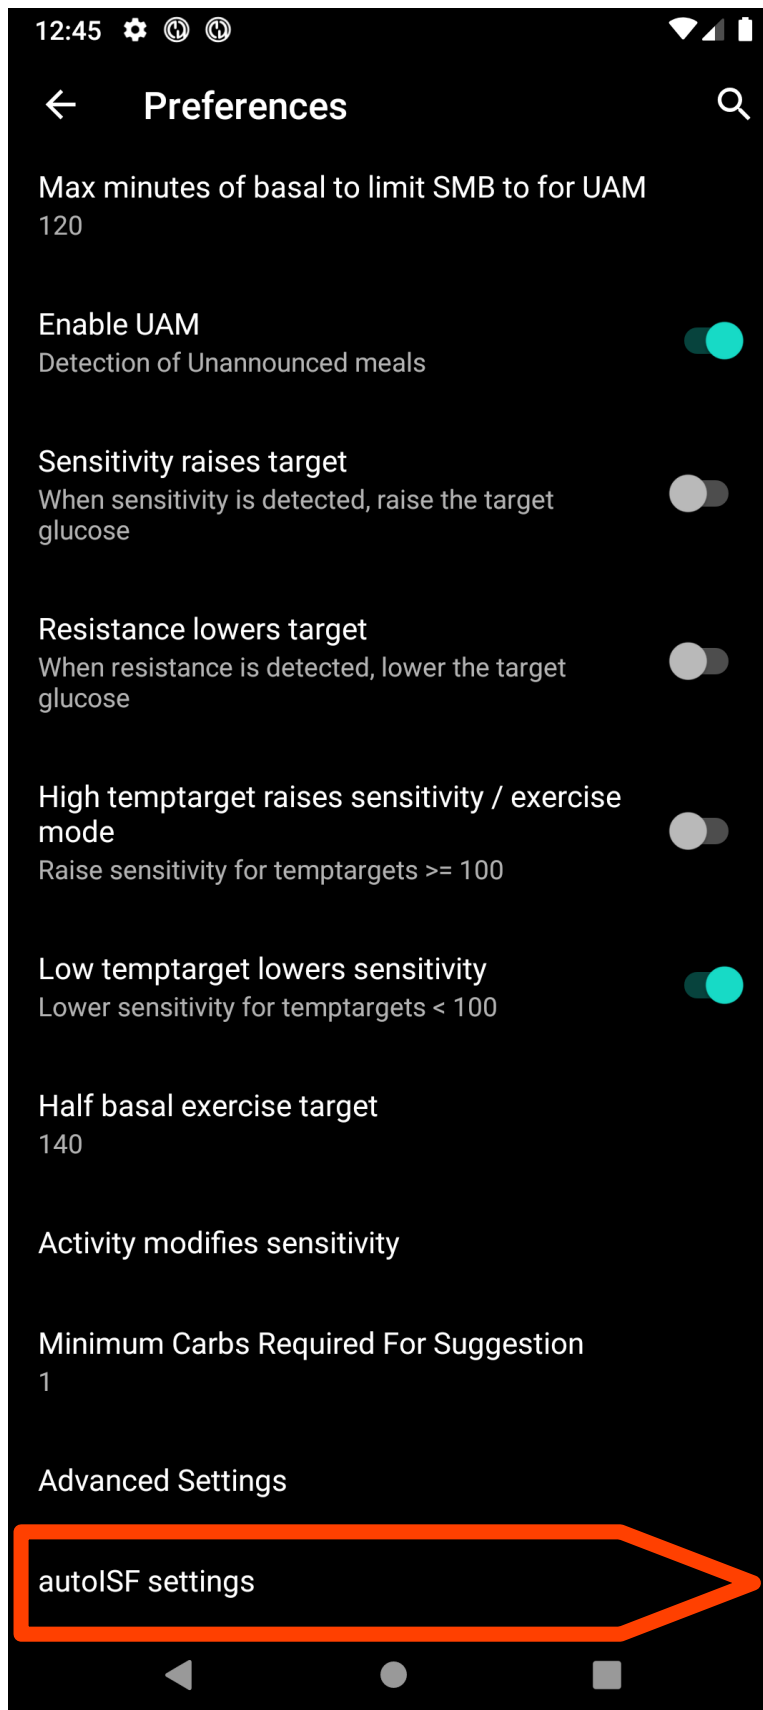 12:45
Preferences
Max minutes of basal to limit SMB to for UAM
120
Enable UAM
Detection of Unannounced meals
Sensitivity raises target
When sensitivity is detected, raise the target
glucose
Resistance lowers target
When resistance is detected, lower the target
glucose
High temptarget raises sensitivity / exercise
mode
Raise sensitivity for temptargets >= 100
Low temptarget lowers sensitivity
Lower sensitivity for temptargets < 100
Half basal exercise target
140
Activity modifies sensitivity
Minimum Carbs Required For Suggestion
1
Advanced Settings
autoISF settings